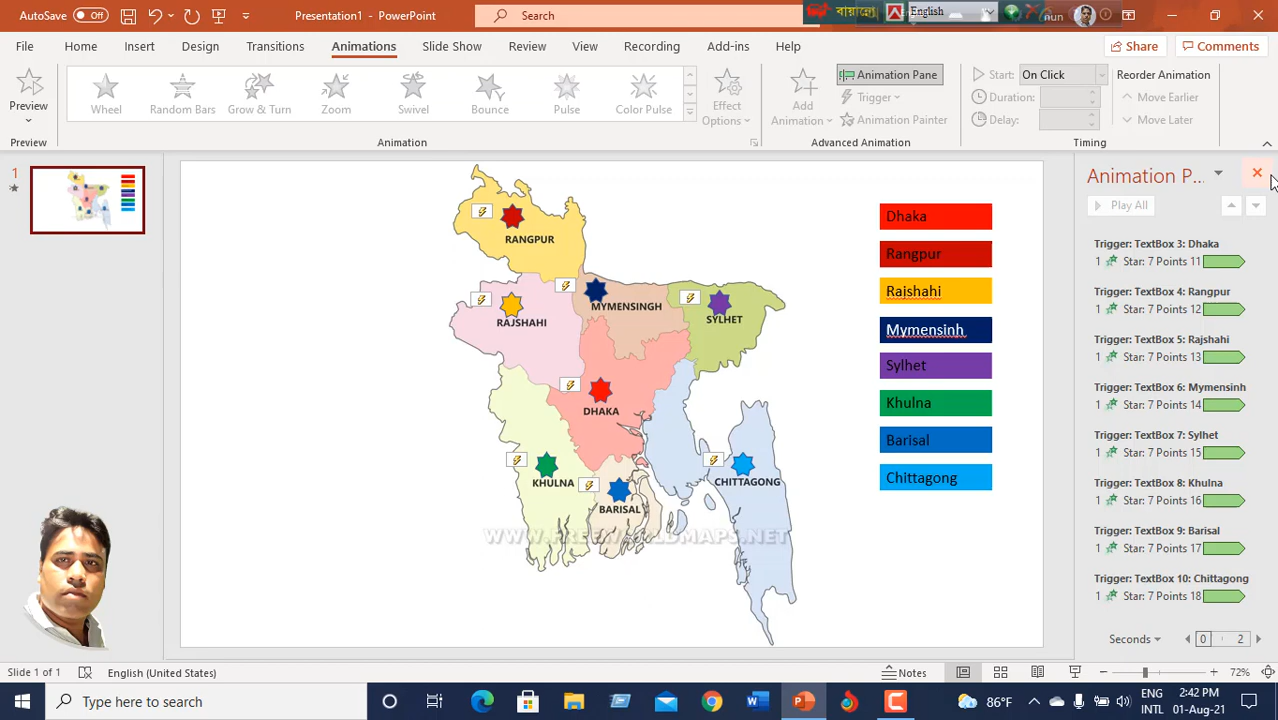 AutoSave Off Presentation1 - PowerPoint Search বায়ান্নো English
File Home Insert Design Transitions Animations Slide Show Review View Recording Add-ins Help Share Comments
Wheel Random Bars Grow & Turn Zoom Swivel Bounce Pulse Color Pulse
Preview
Effect Options
Add Animation
Animation Pane
Trigger
Animation Painter
Start: On Click
Duration:
Delay:
Reorder Animation
Move Earlier
Move Later
Preview Animation Advanced Animation Timing
1
RANGPUR
RAJSHAHI
MYMENSINGH
SYLHET
DHAKA
KHULNA
BARISAL
CHITTAGONG
WWW.FREEWORLDMAPS.NET
Dhaka
Rangpur
Rajshahi
Mymensinh
Sylhet
Khulna
Barisal
Chittagong
Animation P...
Play All
Trigger: TextBox 3: Dhaka
1 Star: 7 Points 11
Trigger: TextBox 4: Rangpur
1 Star: 7 Points 12
Trigger: TextBox 5: Rajshahi
1 Star: 7 Points 13
Trigger: TextBox 6: Mymensinh
1 Star: 7 Points 14
Trigger: TextBox 7: Sylhet
1 Star: 7 Points 15
Trigger: TextBox 8: Khulna
1 Star: 7 Points 16
Trigger: TextBox 9: Barisal
1 Star: 7 Points 17
Trigger: TextBox 10: Chittagong
1 Star: 7 Points 18
Seconds 0 2
Slide 1 of 1 English (United States) Notes 72%
Type here to search 86°F ENG INTL 2:42 PM 01-Aug-21